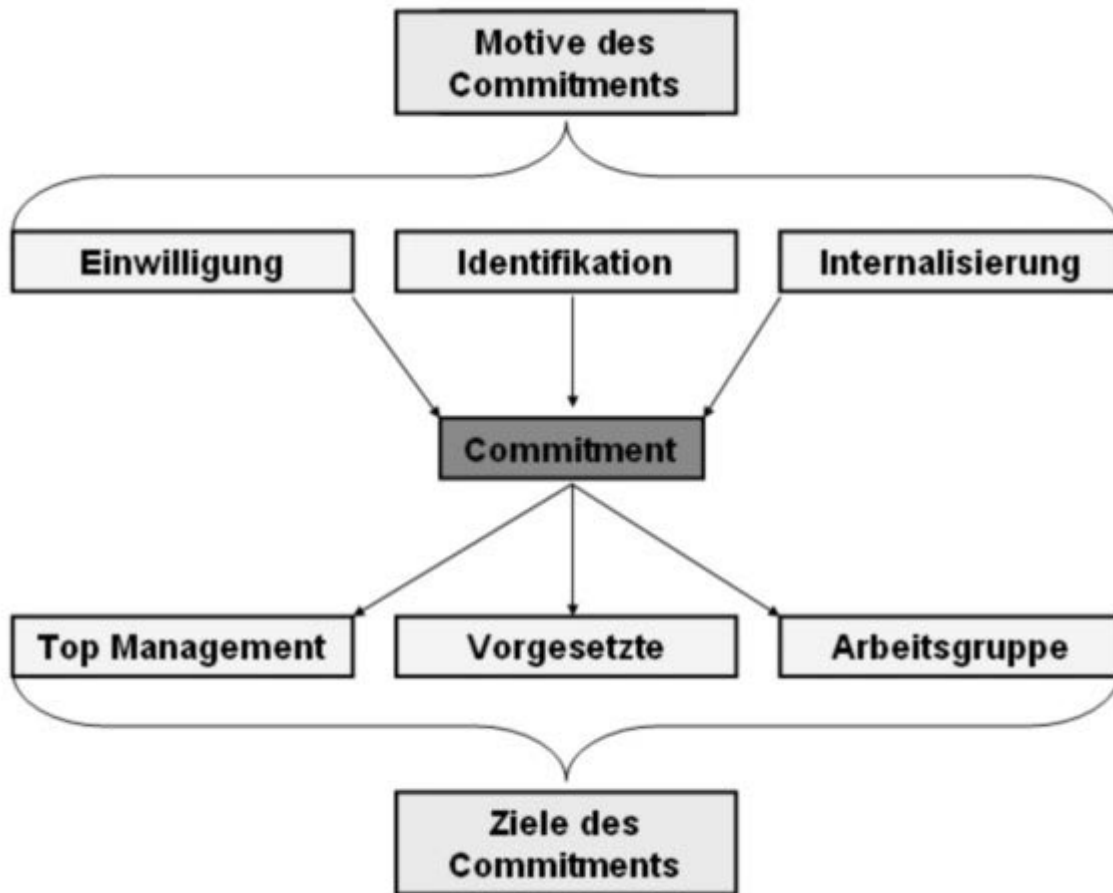 Motive des
Commitments
Einwilligung
Identifikation
Internalisierung
Commitment
Top Management
Vorgesetzte
Arbeitsgruppe
Ziele des
Commitments